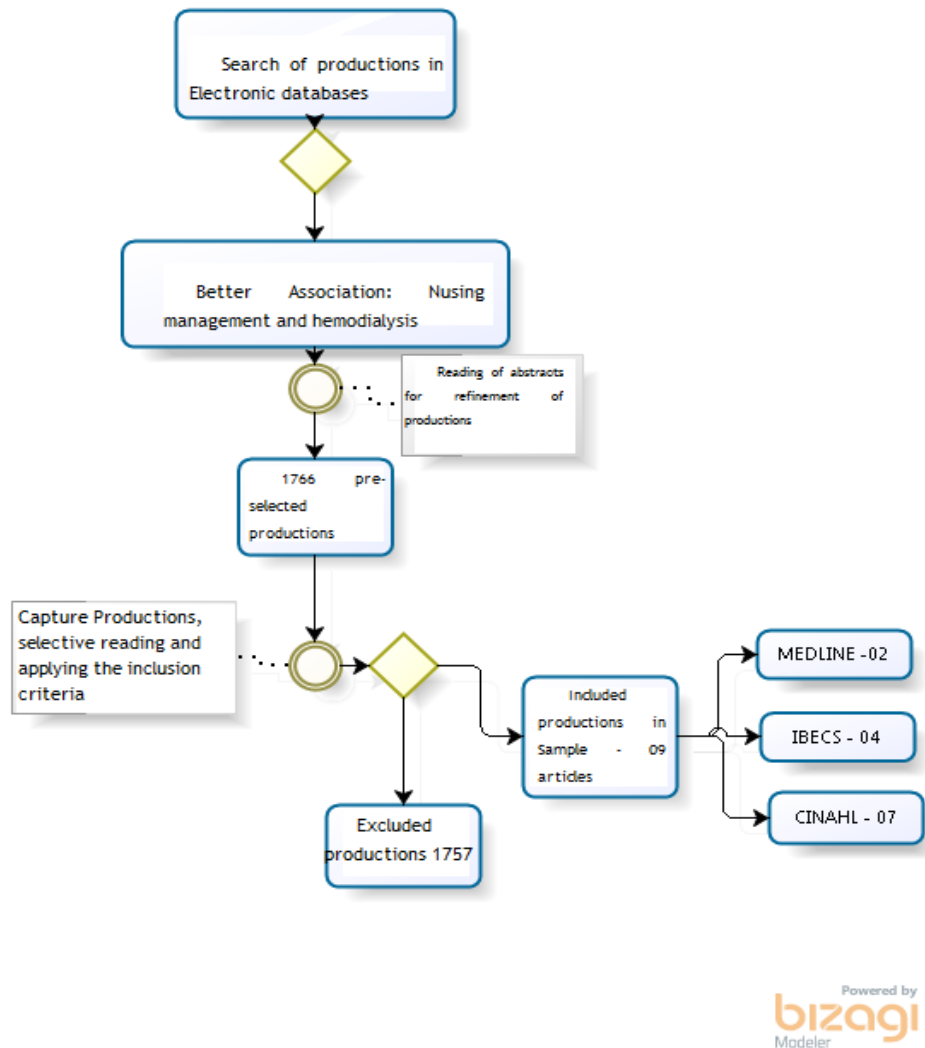 Search of productions in
Electronic databases
Better Association: Nusing
management and hemodialysis
Reading of abstracts
for refinement of
productions
1766 pre-
selected
productions
Capture Productions,
selective reading and
applying the inclusion
criteria
Included
productions in
Sample - 09
articles
MEDLINE -02
IBECS - 04
CINAHL - 07
Excluded
productions 1757
Powered by
bizagi
Modeler